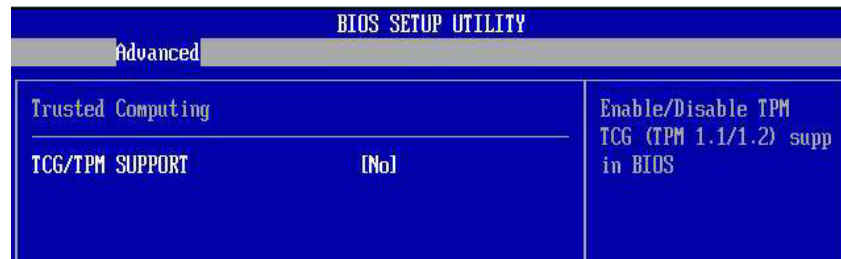 BIOS SETUP UTILITY
Advanced
Trusted Computing
TCG/TPM SUPPORT [No]
Enable/Disable TPM
TCG (TPM 1.1/1.2) supp
in BIOS